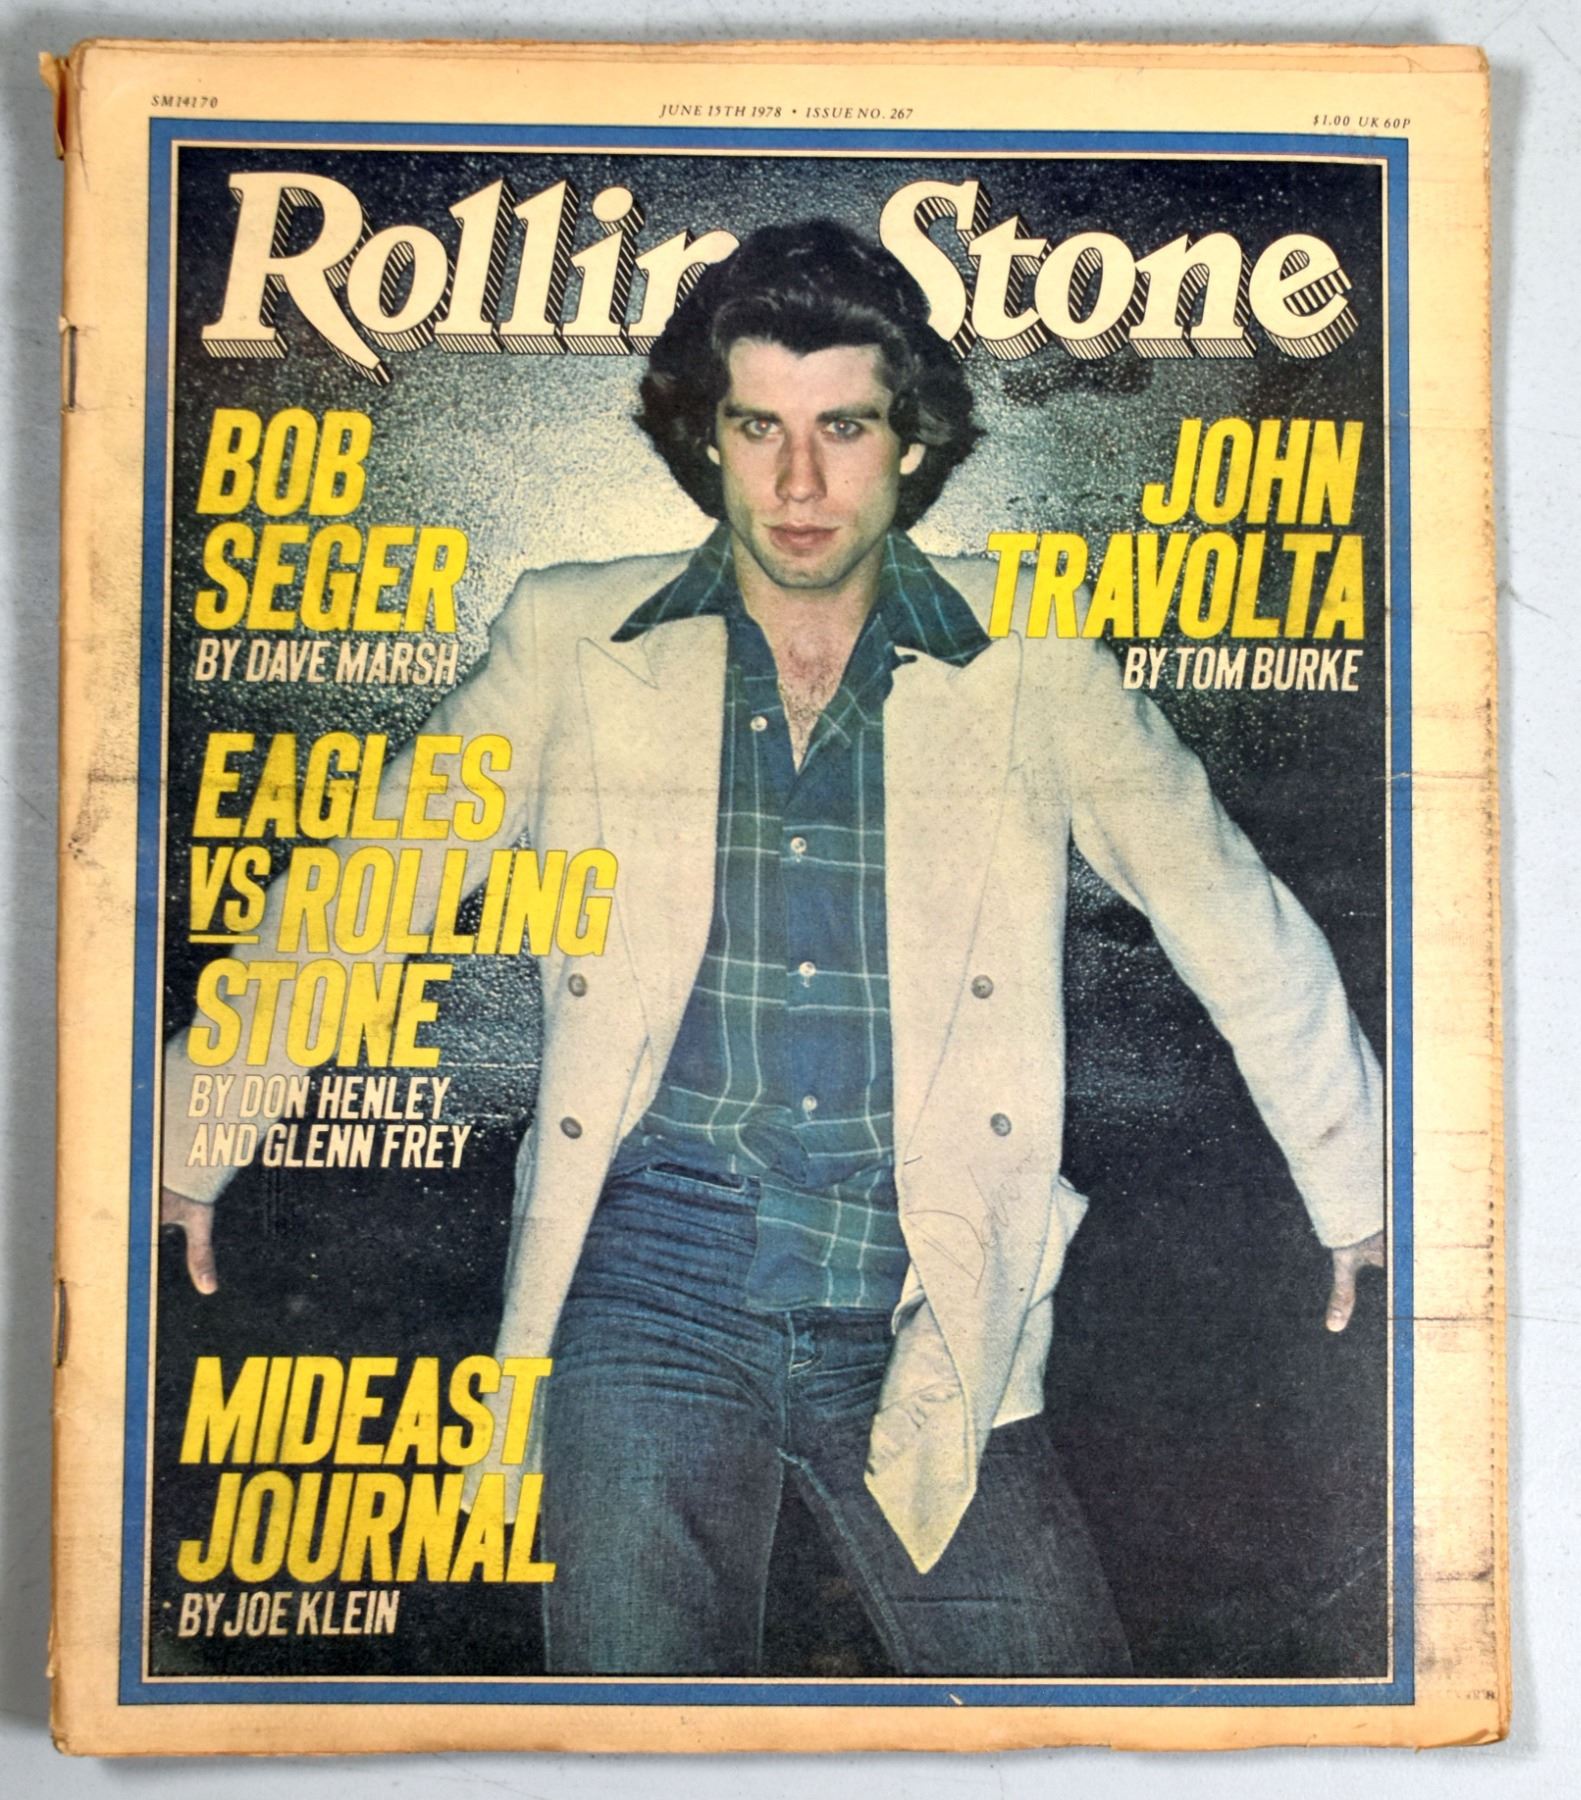 SM14170
JUNE 15TH 1978 • ISSUE NO. 267
$1.00 UK 60P
Rolling Stone
BOB
SEGER
BY DAVE MARSH
JOHN
TRAVOLTA
BY TOM BURKE
EAGLES
VS ROLLING
STONE
BY DON HENLEY
AND GLENN FREY
MIDEAST
JOURNAL
BY JOE KLEIN